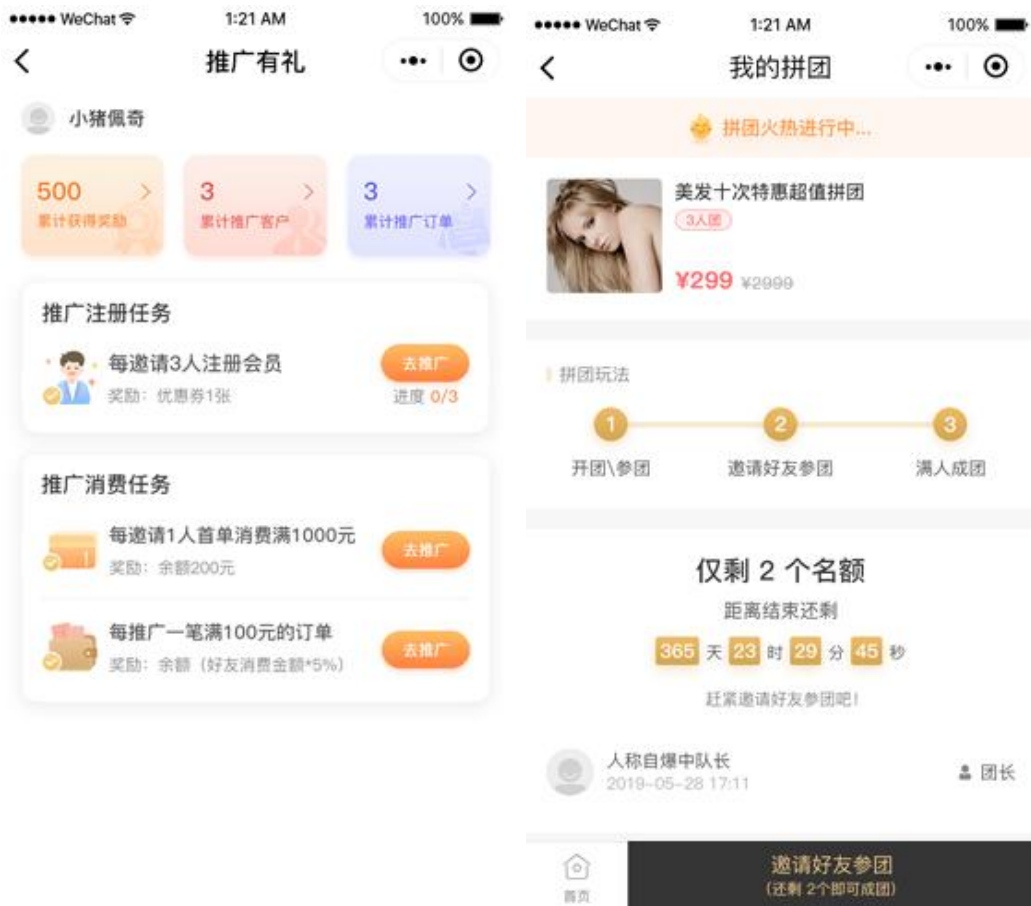 WeChat 1:21 AM 100%
推广有礼
小猪佩奇
500
累计获得奖励
3
累计推广客户
3
累计推广订单
推广注册任务
每邀请3人注册会员
奖励：优惠券1张
去推广
进度 0/3
推广消费任务
每邀请1人首单消费满1000元
奖励：余额200元
去推广
每推广一笔满100元的订单
奖励：余额（好友消费金额*5%）
去推广
WeChat 1:21 AM 100%
我的拼团
拼团火热进行中...
美发十次特惠超值拼团
3人团
¥299 ¥2999
拼团玩法
1 2 3
开团\参团 邀请好友参团 满人成团
仅剩 2 个名额
距离结束还剩
365 天 23 时 29 分 45 秒
赶紧邀请好友参团吧！
人称自爆中队长
2019-05-28 17:11
团长
首页
邀请好友参团
(还剩 2个即可成团)